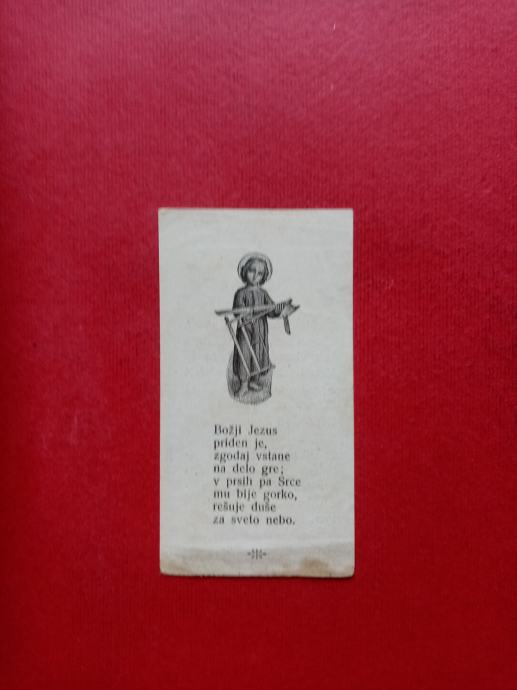 Božji Jezus
priden je,
zgodaj vstane
na delo gre;
v prsih pa Srce
mu bije gorko,
rešuje duše
za sveto nebo.